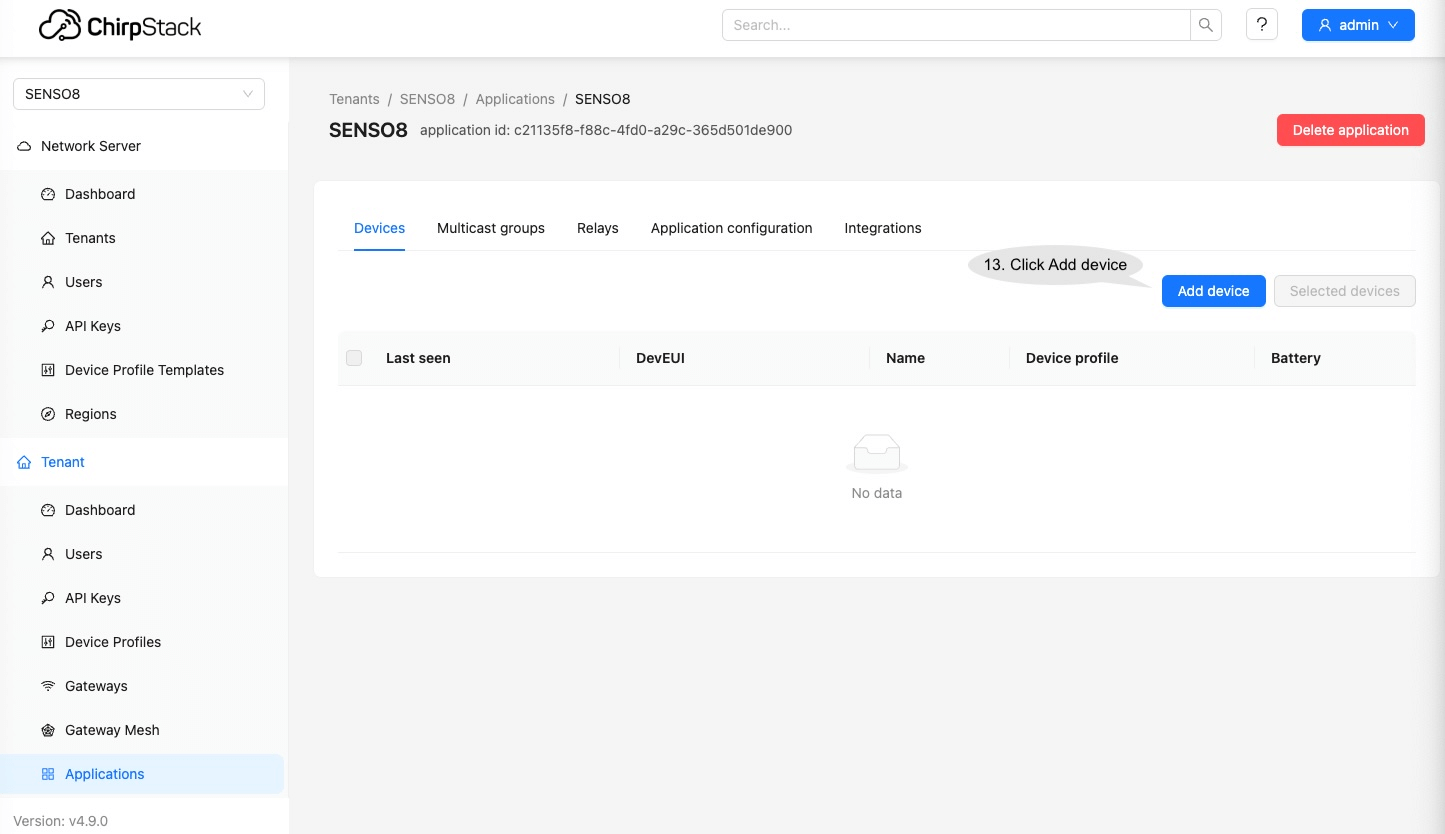 ChirpStack
Search...
?
admin
SENSO8
Network Server
Dashboard
Tenants
Users
API Keys
Device Profile Templates
Regions
Tenant
Dashboard
Users
API Keys
Device Profiles
Gateways
Gateway Mesh
Applications
Version: v4.9.0
Tenants / SENSO8 / Applications / SENSO8
SENSO8 application id: c21135f8-f88c-4fd0-a29c-365d501de900
Delete application
Devices Multicast groups Relays Application configuration Integrations
13. Click Add device
Add device Selected devices
Last seen DevEUI Name Device profile Battery
No data